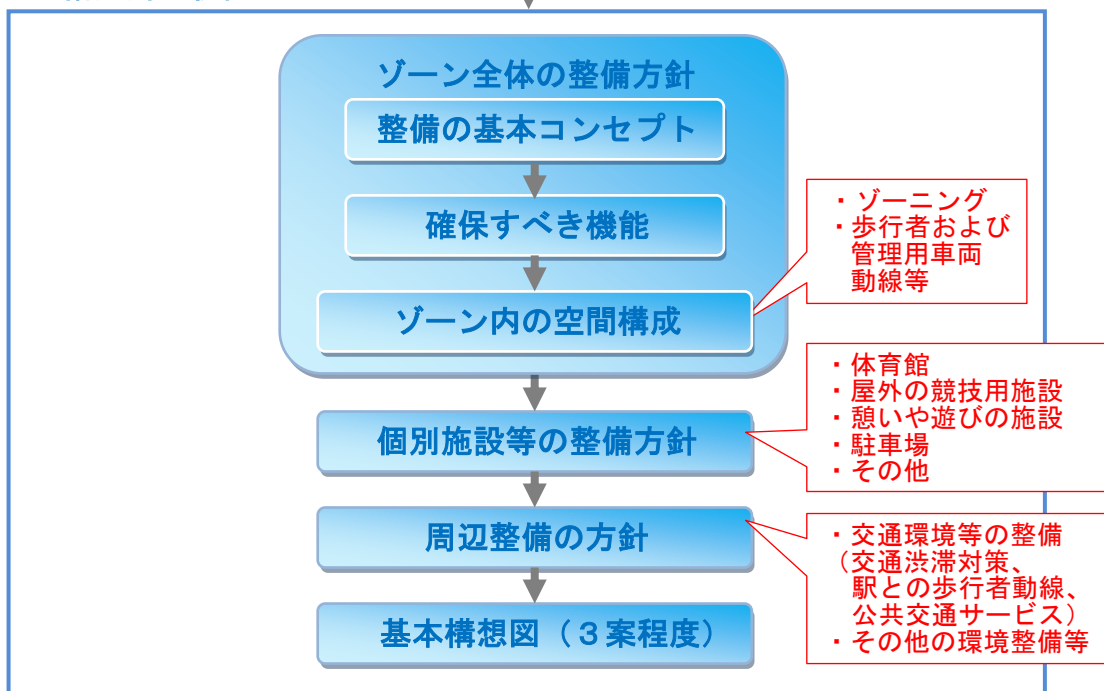 ゾーン全体の整備方針
整備の基本コンセプト
確保すべき機能
ゾーン内の空間構成
・ゾーニング
・歩行者および
管理用車両
動線等
個別施設等の整備方針
・体育館
・屋外の競技用施設
・憩いや遊びの施設
・駐車場
・その他
周辺整備の方針
・交通環境等の整備
（交通渋滞対策、
駅との歩行者動線、
公共交通サービス）
・その他の環境整備等
基本構想図（３案程度）